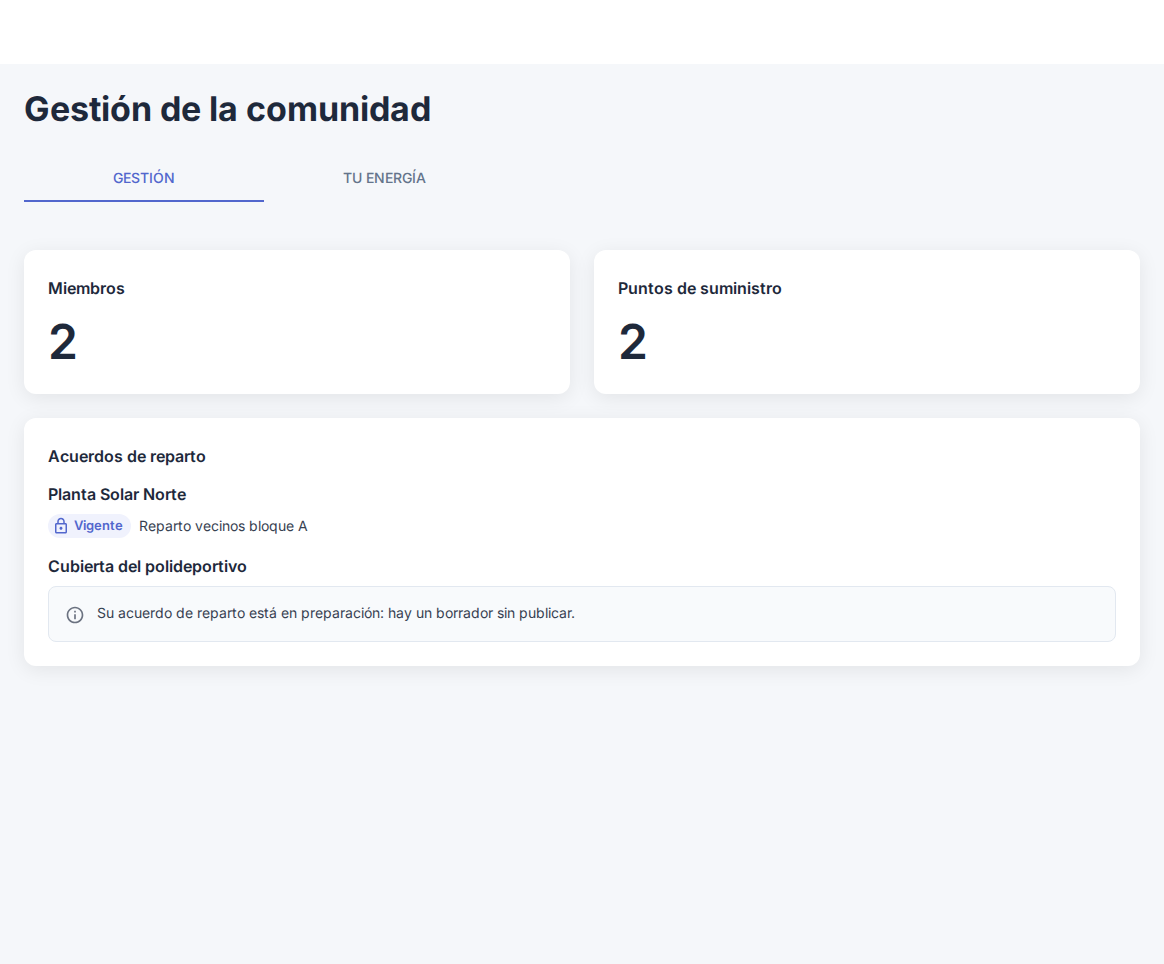 Gestión de la comunidad
GESTIÓN
TU ENERGÍA
Miembros
2
Puntos de suministro
2
Acuerdos de reparto
Planta Solar Norte
Vigente Reparto vecinos bloque A
Cubierta del polideportivo
Su acuerdo de reparto está en preparación: hay un borrador sin publicar.